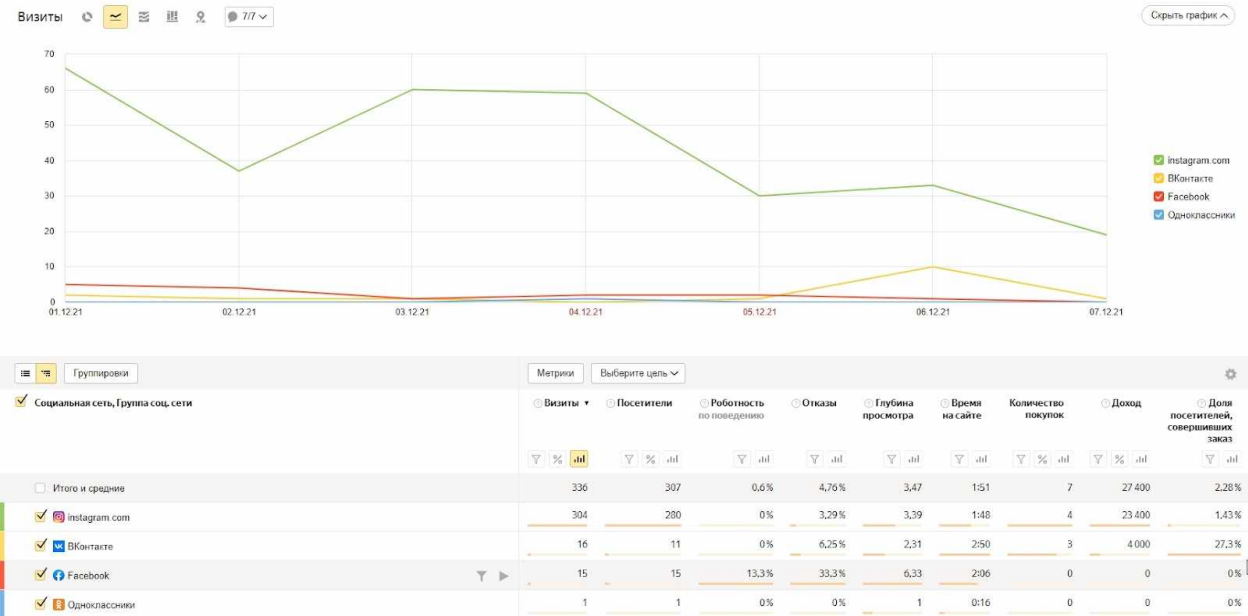 Визиты 7/7 Скрыть график
70
60
50
40
30
20
10
0
01.12.21 02.12.21 03.12.21 04.12.21 05.12.21 06.12.21 07.12.21
instagram.com
ВКонтакте
Facebook
Одноклассники
Группировки Метрики Выберите цель
Социальная сеть, Группа соц. сети
Визиты ▼
Посетители
Роботность
по поведению
Отказы
Глубина
просмотра
Время
на сайте
Количество
покупок
Доход
Доля
посетителей,
совершивших
заказ
% % % %
Итого и средние 336 307 0,6% 4,76% 3,47 1:51 7 27 400 2,28%
instagram.com 304 280 0% 3,29% 3,39 1:48 4 23 400 1,43%
ВКонтакте 16 11 0% 6,25% 2,31 2:50 3 4 000 27,3%
Facebook 15 15 13,3% 33,3% 6,33 2:06 0 0 0%
Одноклассники 1 1 0% 0% 1 0:16 0 0 0%